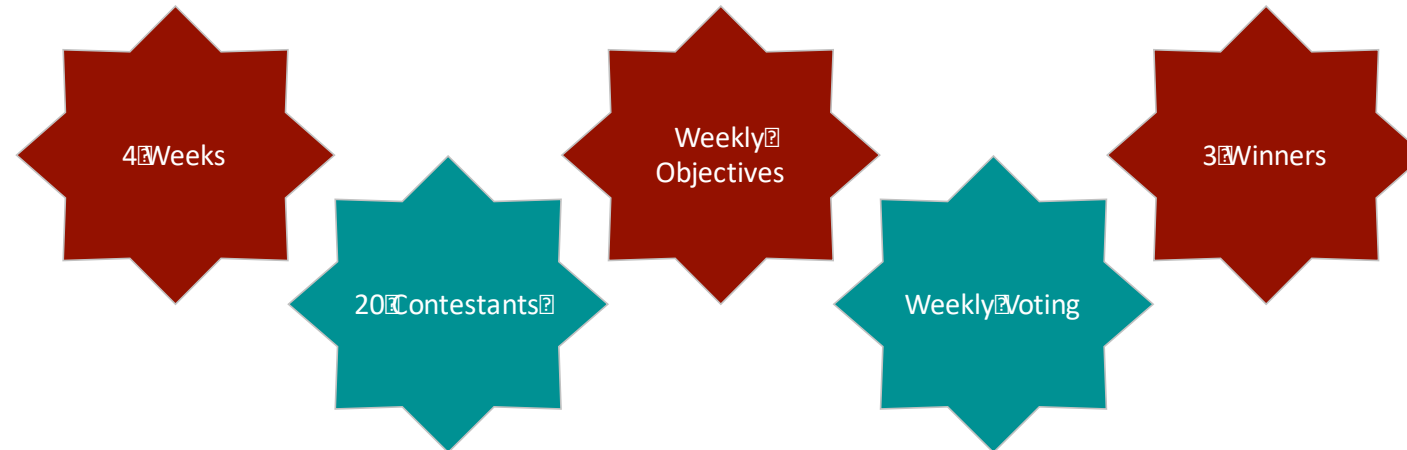 4 Weeks
20 Contestants
Weekly
Objectives
Weekly Voting
3 Winners